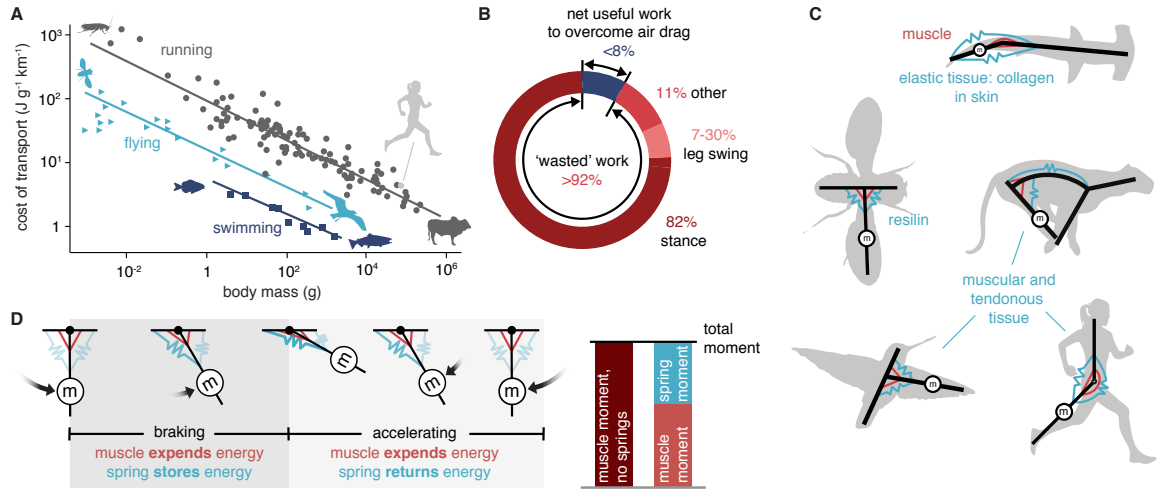 A
cost of transport (J g⁻¹ km⁻¹)
10³
10²
10¹
1
running
flying
swimming
10⁻²
1
10²
10⁴
10⁶
body mass (g)
B
net useful work
to overcome air drag
<8%
11% other
7-30%
leg swing
'wasted' work
>92%
82%
stance
C
muscle
m
elastic tissue: collagen
in skin
resilin
m
m
muscular and
tendonous
tissue
m
m
D
m
m
m
m
m
braking
accelerating
muscle expends energy
spring stores energy
muscle expends energy
spring returns energy
total
moment
muscle moment,
no springs
spring
moment
muscle
moment